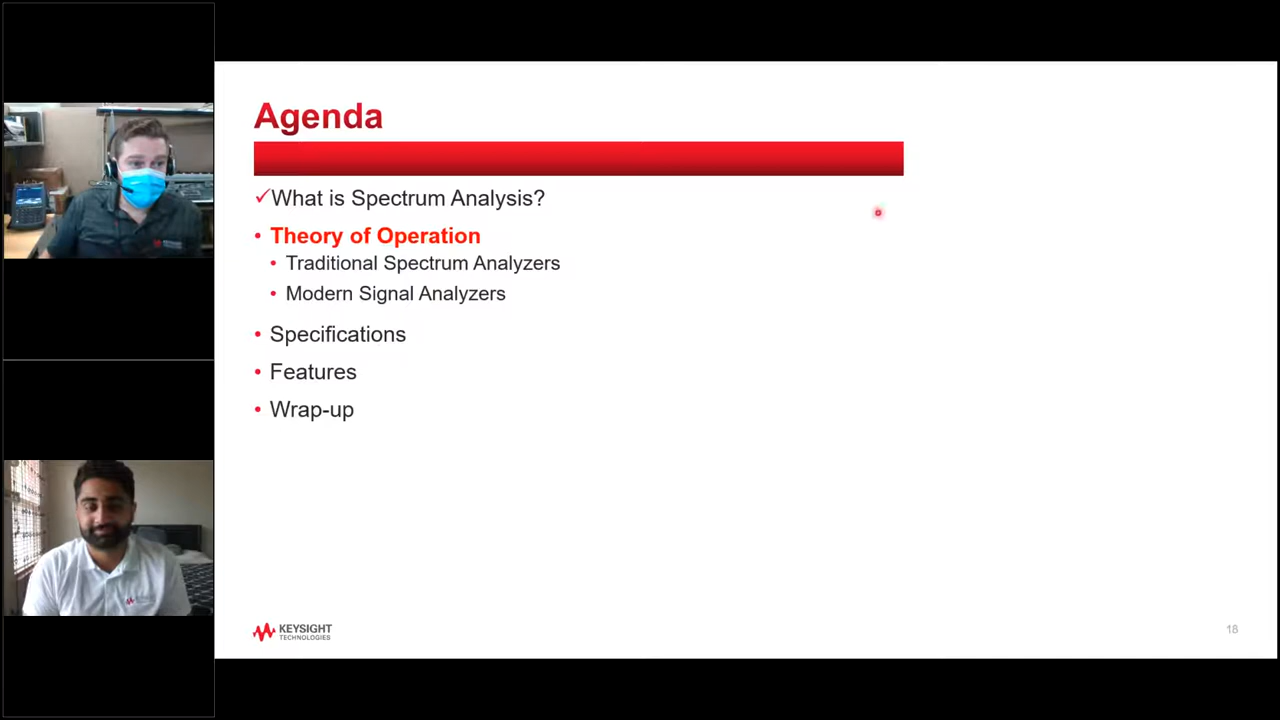 Agenda
What is Spectrum Analysis?
Theory of Operation
Traditional Spectrum Analyzers
Modern Signal Analyzers
Specifications
Features
Wrap-up
KEYSIGHT
TECHNOLOGIES
18